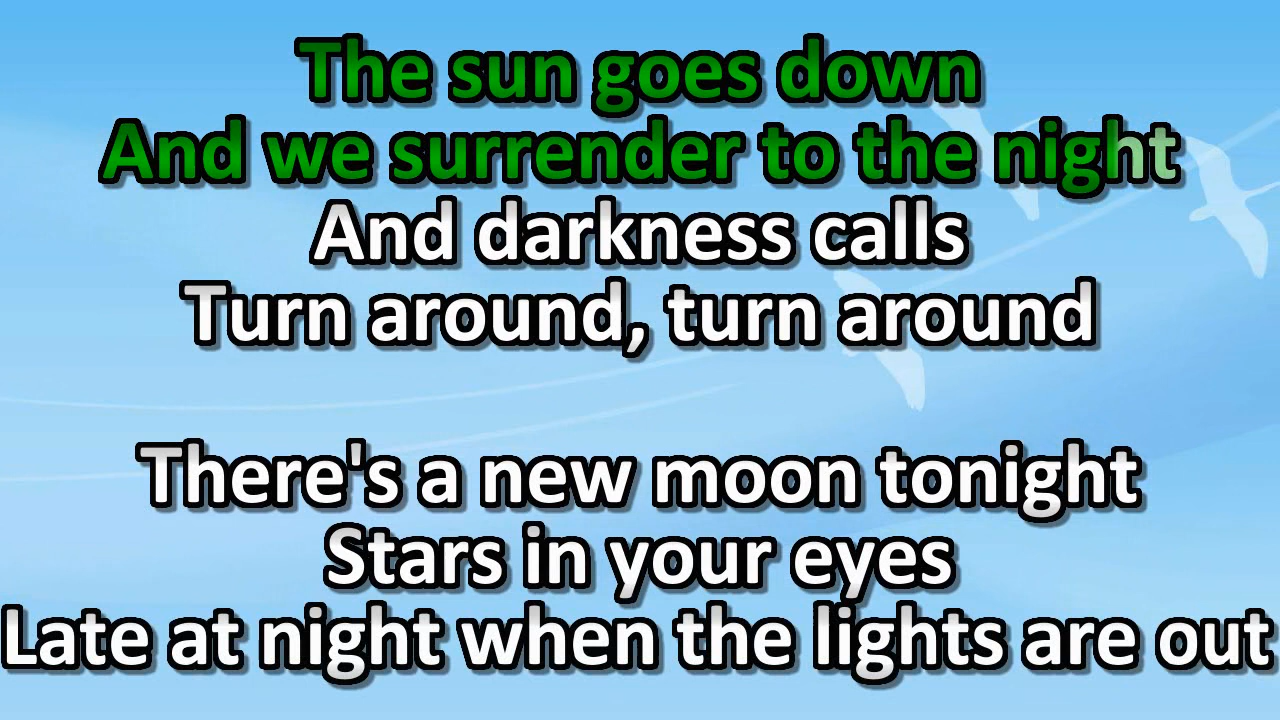 The sun goes down
And we surrender to the night
And darkness calls
Turn around, turn around
There's a new moon tonight
Stars in your eyes
Late at night when the lights are out